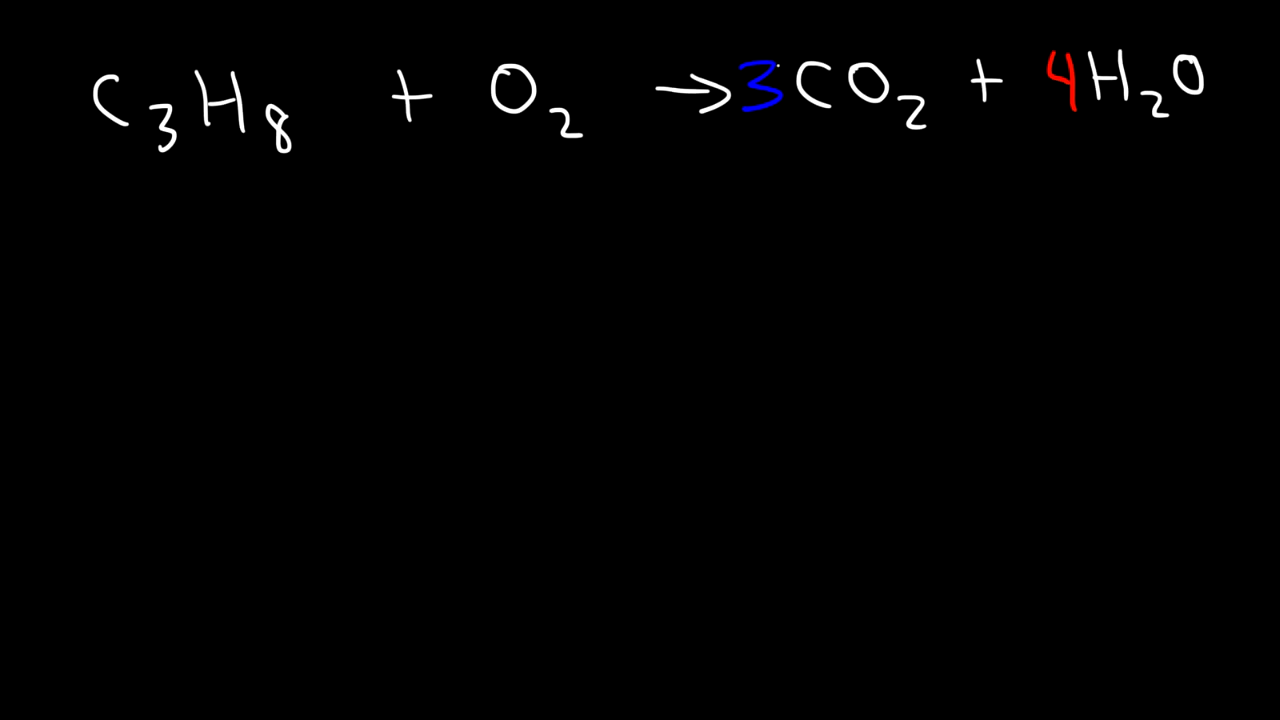 C₃H₈ + O₂ → 3CO₂ + 4H₂O